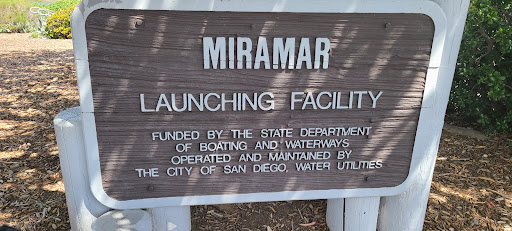 MIRAMAR
LAUNCHING FACILITY
FUNDED BY THE STATE DEPARTMENT
OF BOATING AND WATERWAYS
OPERATED AND MAINTAINED BY
THE CITY OF SAN DIEGO, WATER UTILITIES